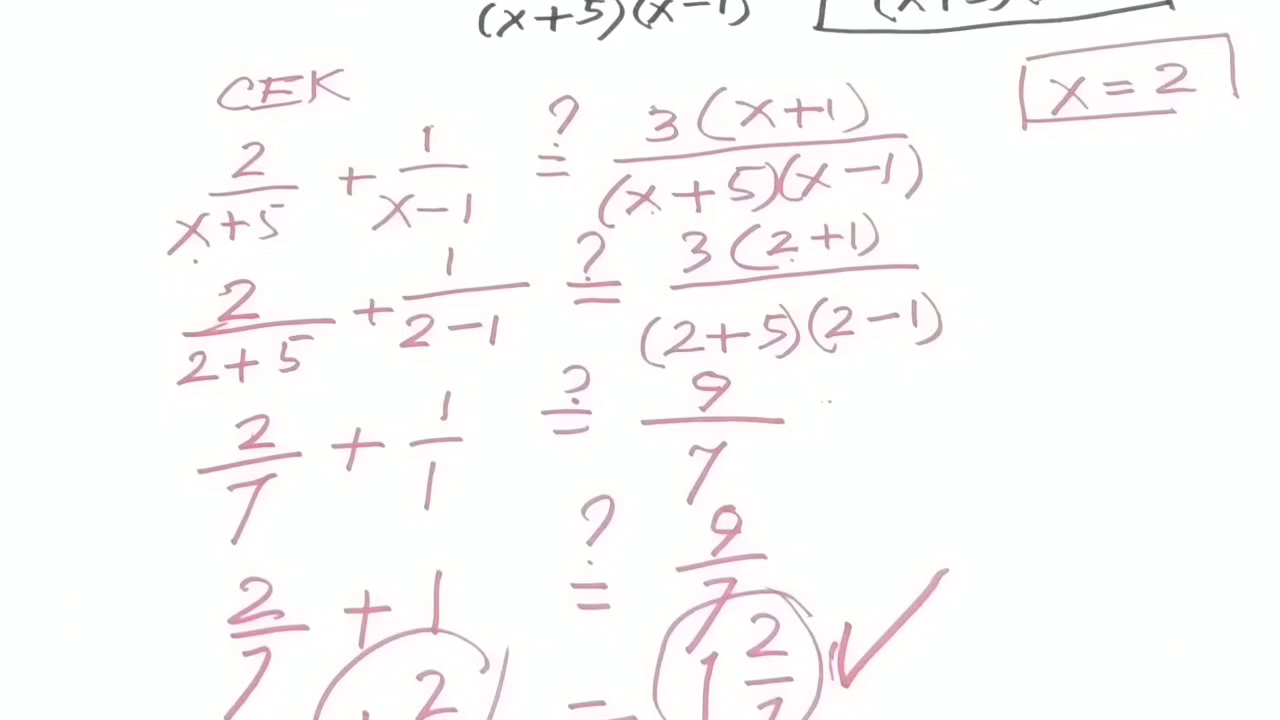 (x+5)(x-1)
x = 2
CEK
2/(x+5) + 1/(x-1) ?= 3(x+1)/((x+5)(x-1))
2/(2+5) + 1/(2-1) ?= 3(2+1)/((2+5)(2-1))
2/7 + 1/1 ?= 9/7
2/7 + 1 ?= 9/7
2 = 1 2/7 ✓